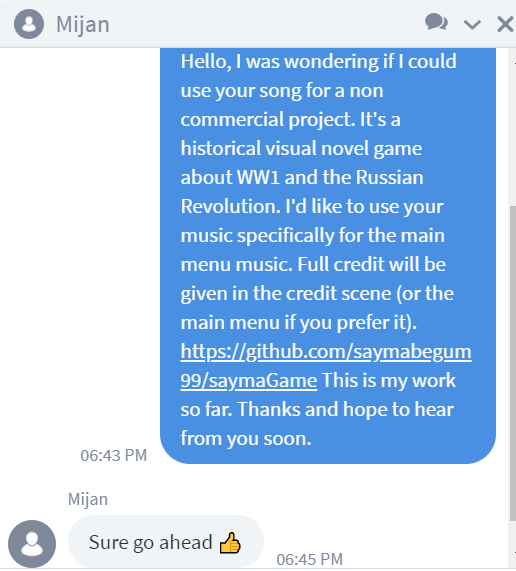 Mijan
Hello, I was wondering if I could
use your song for a non
commercial project. It's a
historical visual novel game
about WW1 and the Russian
Revolution. I'd like to use your
music specifically for the main
menu music. Full credit will be
given in the credit scene (or the
main menu if you prefer it).
https://github.com/saymabegum
99/saymaGame This is my work
so far. Thanks and hope to hear
from you soon.
06:43 PM
Mijan
Sure go ahead 👍
06:45 PM